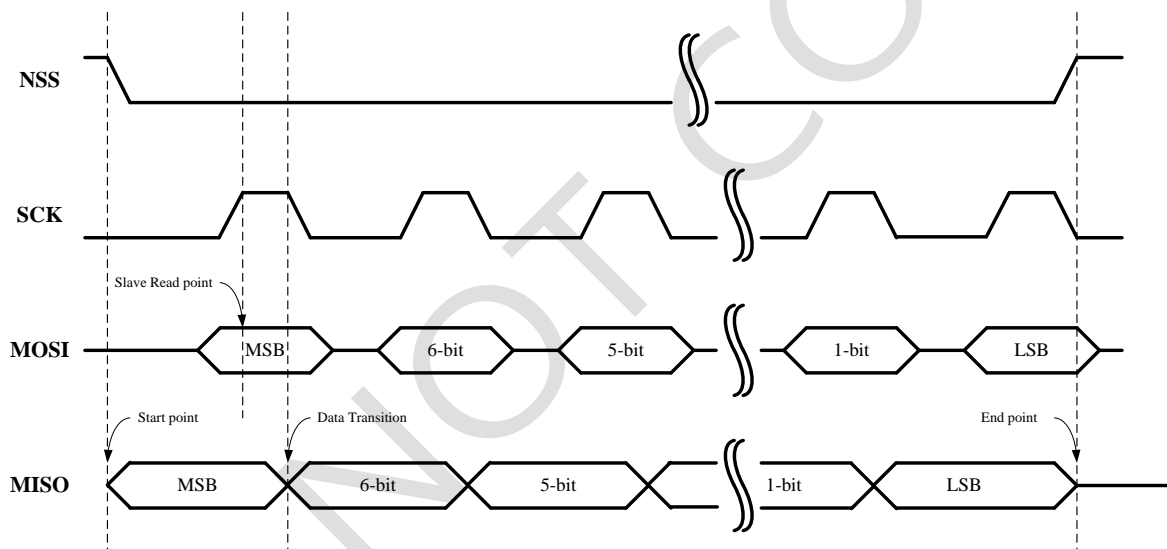 NSS
SCK
Slave Read point
MOSI
MSB
6-bit
5-bit
1-bit
LSB
Start point
Data Transition
End point
MISO
MSB
6-bit
5-bit
1-bit
LSB
NOT CO